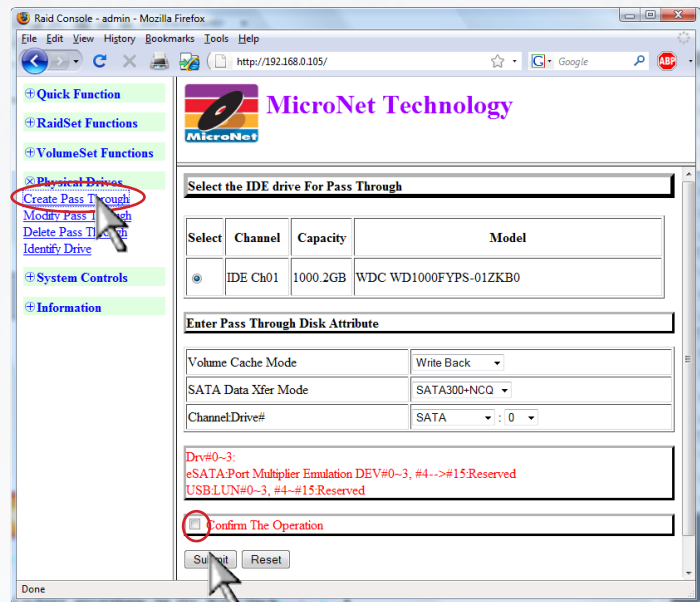 Raid Console - admin - Mozilla Firefox
File Edit View History Bookmarks Tools Help
http://192.168.0.105/
G Google
ABP
Quick Function
RaidSet Functions
VolumeSet Functions
Physical Drives
Create Pass Through
Modify Pass Through
Delete Pass Through
Identify Drive
System Controls
Information
MicroNet
MicroNet Technology
Select the IDE drive For Pass Through
Select Channel Capacity Model
IDE Ch01 1000.2GB WDC WD1000FYPS-01ZKB0
Enter Pass Through Disk Attribute
Volume Cache Mode Write Back
SATA Data Xfer Mode SATA300+NCQ
Channel:Drive# SATA : 0
Drv#0~3:
eSATA:Port Multiplier Emulation DEV#0~3, #4-->#15:Reserved
USB:LUN#0~3, #4~#15:Reserved
Confirm The Operation
Submit Reset
Done